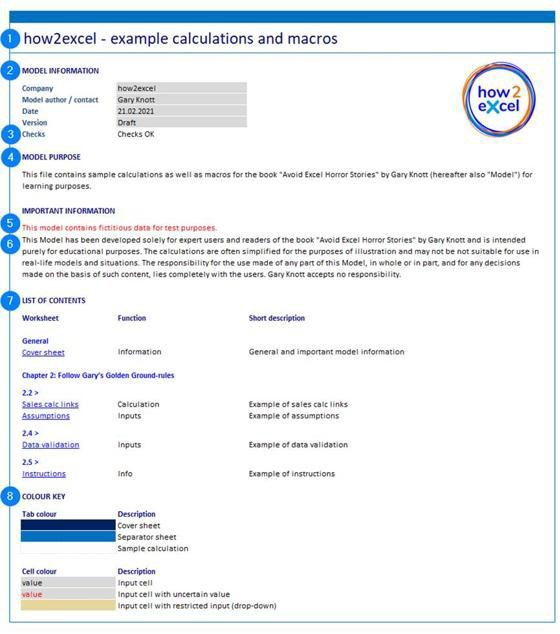 1 how2excel - example calculations and macros
2 MODEL INFORMATION
Company how2excel
Model author / contact Gary Knott
Date 21.02.2021
Version Draft
3 Checks Checks OK
how2
eXcel
4 MODEL PURPOSE
This file contains sample calculations as well as macros for the book "Avoid Excel Horror Stories" by Gary Knott (hereafter also "Model") for
learning purposes.
IMPORTANT INFORMATION
5 This model contains fictitious data for test purposes.
6 This Model has been developed solely for expert users and readers of the book "Avoid Excel Horror Stories" by Gary Knott and is intended
purely for educational purposes. The calculations are often simplified for the purposes of illustration and may not be not suitable for use in
real-life models and situations. The responsibility for the use made of any part of this Model, in whole or in part, and for any decisions
made on the basis of such content, lies completely with the users. Gary Knott accepts no responsibility.
7 LIST OF CONTENTS
Worksheet Function Short description
General
Cover sheet Information General and important model information
Chapter 2: Follow Gary's Golden Ground-rules
2.2 >
Sales calc links Calculation Example of sales calc links
Assumptions Inputs Example of assumptions
2.4 >
Data validation Inputs Example of data validation
2.5 >
Instructions Info Example of instructions
8 COLOUR KEY
Tab colour Description
Cover sheet
Separator sheet
Sample calculation
Cell colour Description
value Input cell
value Input cell with uncertain value
Input cell with restricted input (drop-down)